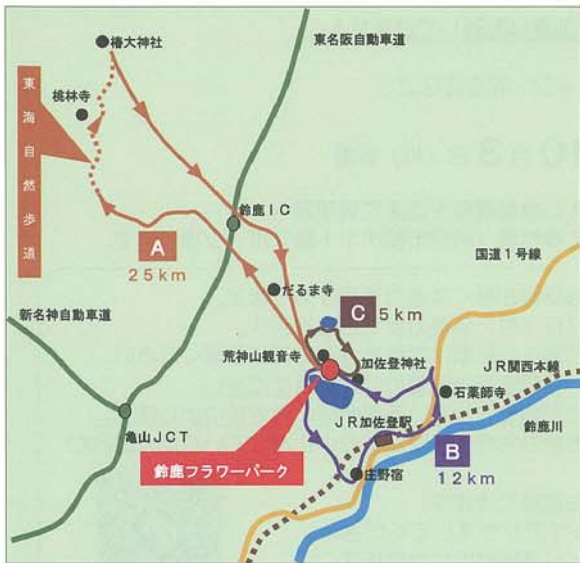 椿大神社
東名阪自動車道
桃林寺
東海自然歩道
鈴鹿IC
A
25km
国道1号線
だるま寺
新名神自動車道
C 5km
荒神山観音寺
加佐登神社
JR関西本線
石薬師寺
JR加佐登駅
鈴鹿川
亀山JCT
B
12km
鈴鹿フラワーパーク
庄野宿